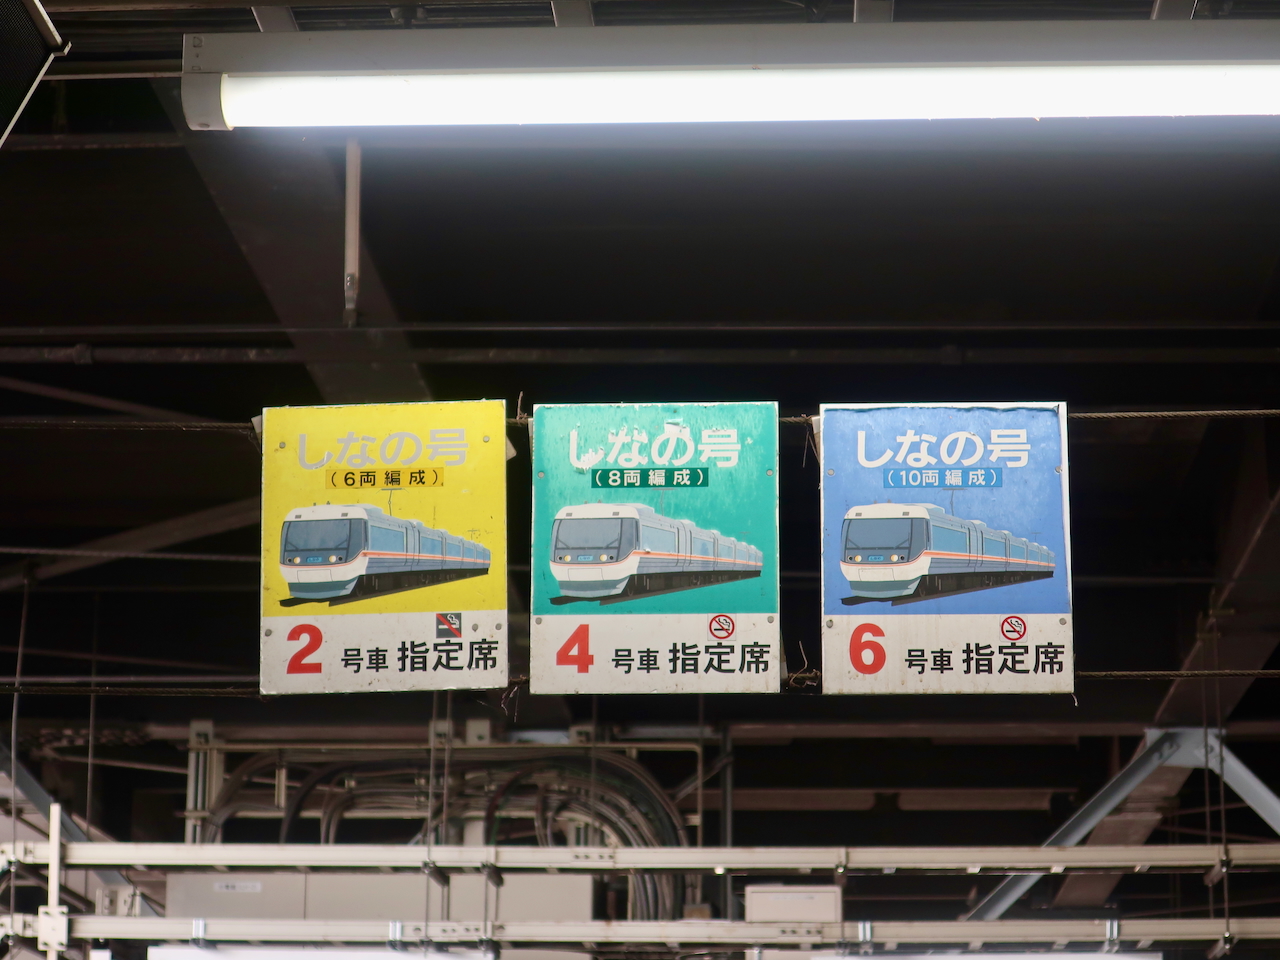 しなの号
(6両編成)
2号車 指定席
しなの号
(8両編成)
4号車 指定席
しなの号
(10両編成)
6号車 指定席